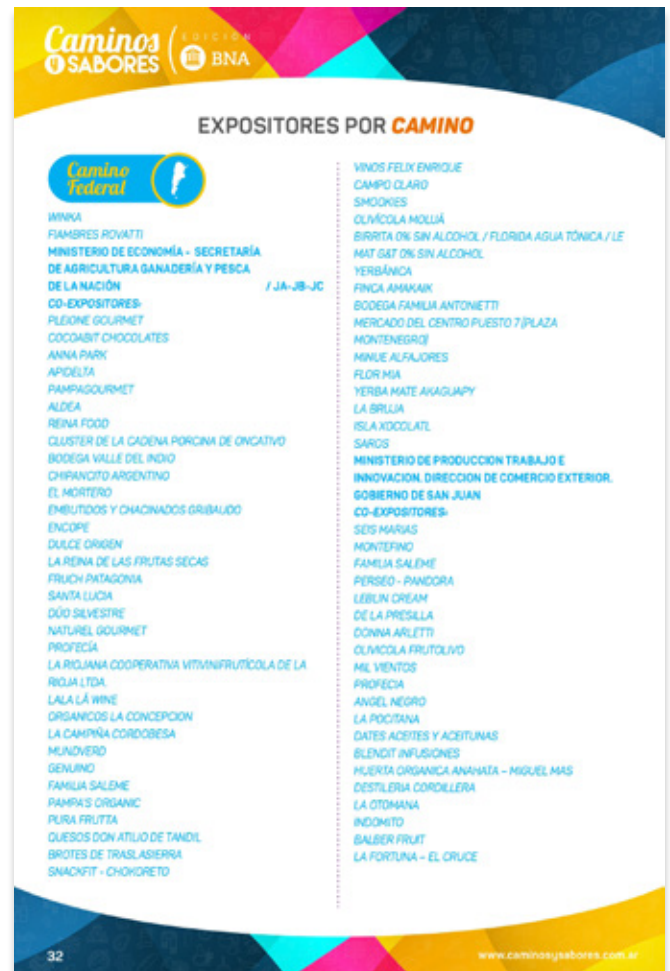 Caminos
y SABORES
EDICIÓN
BNA
EXPOSITORES POR CAMINO
Camino
Federal
WINKA
FIAMBRES ROVATTI
MINISTERIO DE ECONOMÍA - SECRETARÍA
DE AGRICULTURA GANADERÍA Y PESCA
DE LA NACIÓN / JA-JB-JC
CO-EXPOSITORES:
PLEIONE GOURMET
COCOABIT CHOCOLATES
ANNA PARK
APIDELTA
PAMPAGOURMET
ALDEA
REINA FOOD
CLUSTER DE LA CADENA PORCINA DE ONCATIVO
BODEGA VALLE DEL INDIO
CHIPANCITO ARGENTINO
EL MORTERO
EMBUTIDOS Y CHACINADOS GRIBAUDO
ENCOPE
DULCE ORIGEN
LA REINA DE LAS FRUTAS SECAS
FRUCH PATAGONIA
SANTA LUCIA
DÚO SILVESTRE
NATUREL GOURMET
PROFECÍA
LA RIOJANA COOPERATIVA VITIVINIFRUTÍCOLA DE LA
RIOJA LTDA.
LALA LÁ WINE
ORGANICOS LA CONCEPCION
LA CAMPIÑA CORDOBESA
MUNDVERD
GENUINO
FAMILIA SALEME
PAMPA'S ORGANIC
PURA FRUTTA
QUESOS DON ATILIO DE TANDIL
BROTES DE TRASLASIERRA
SNACKFIT - CHOKORETO
VINOS FELIX ENRIQUE
CAMPO CLARO
SMOOKIES
OLIVÍCOLA MOLUÁ
BIRRITA 0% SIN ALCOHOL / FLORIDA AGUA TÓNICA / LE
MAT G&T 0% SIN ALCOHOL
YERBÁNICA
FINCA AMAKAIK
BODEGA FAMILIA ANTONIETTI
MERCADO DEL CENTRO PUESTO 7 (PLAZA
MONTENEGRO)
MINUE ALFAJORES
FLOR MIA
YERBA MATE AKAGUAPY
LA BRUJA
ISLA XOCOLATL
SAROS
MINISTERIO DE PRODUCCION TRABAJO E
INNOVACION. DIRECCION DE COMERCIO EXTERIOR.
GOBIERNO DE SAN JUAN
CO-EXPOSITORES:
SEIS MARIAS
MONTEFINO
FAMILIA SALEME
PERSEO - PANDORA
LEBLIN CREAM
DE LA PRESILLA
DONNA ARLETTI
OLIVICOLA FRUTOLIVO
MIL VIENTOS
PROFECIA
ANGEL NEGRO
LA POCITANA
DATES ACEITES Y ACEITUNAS
BLENDIT INFUSIONES
HUERTA ORGANICA ANAHATA – MIGUEL MAS
DESTILERIA CORDILLERA
LA OTOMANA
INDOMITO
BALBER FRUIT
LA FORTUNA – EL CRUCE
32
www.caminosysabores.com.ar